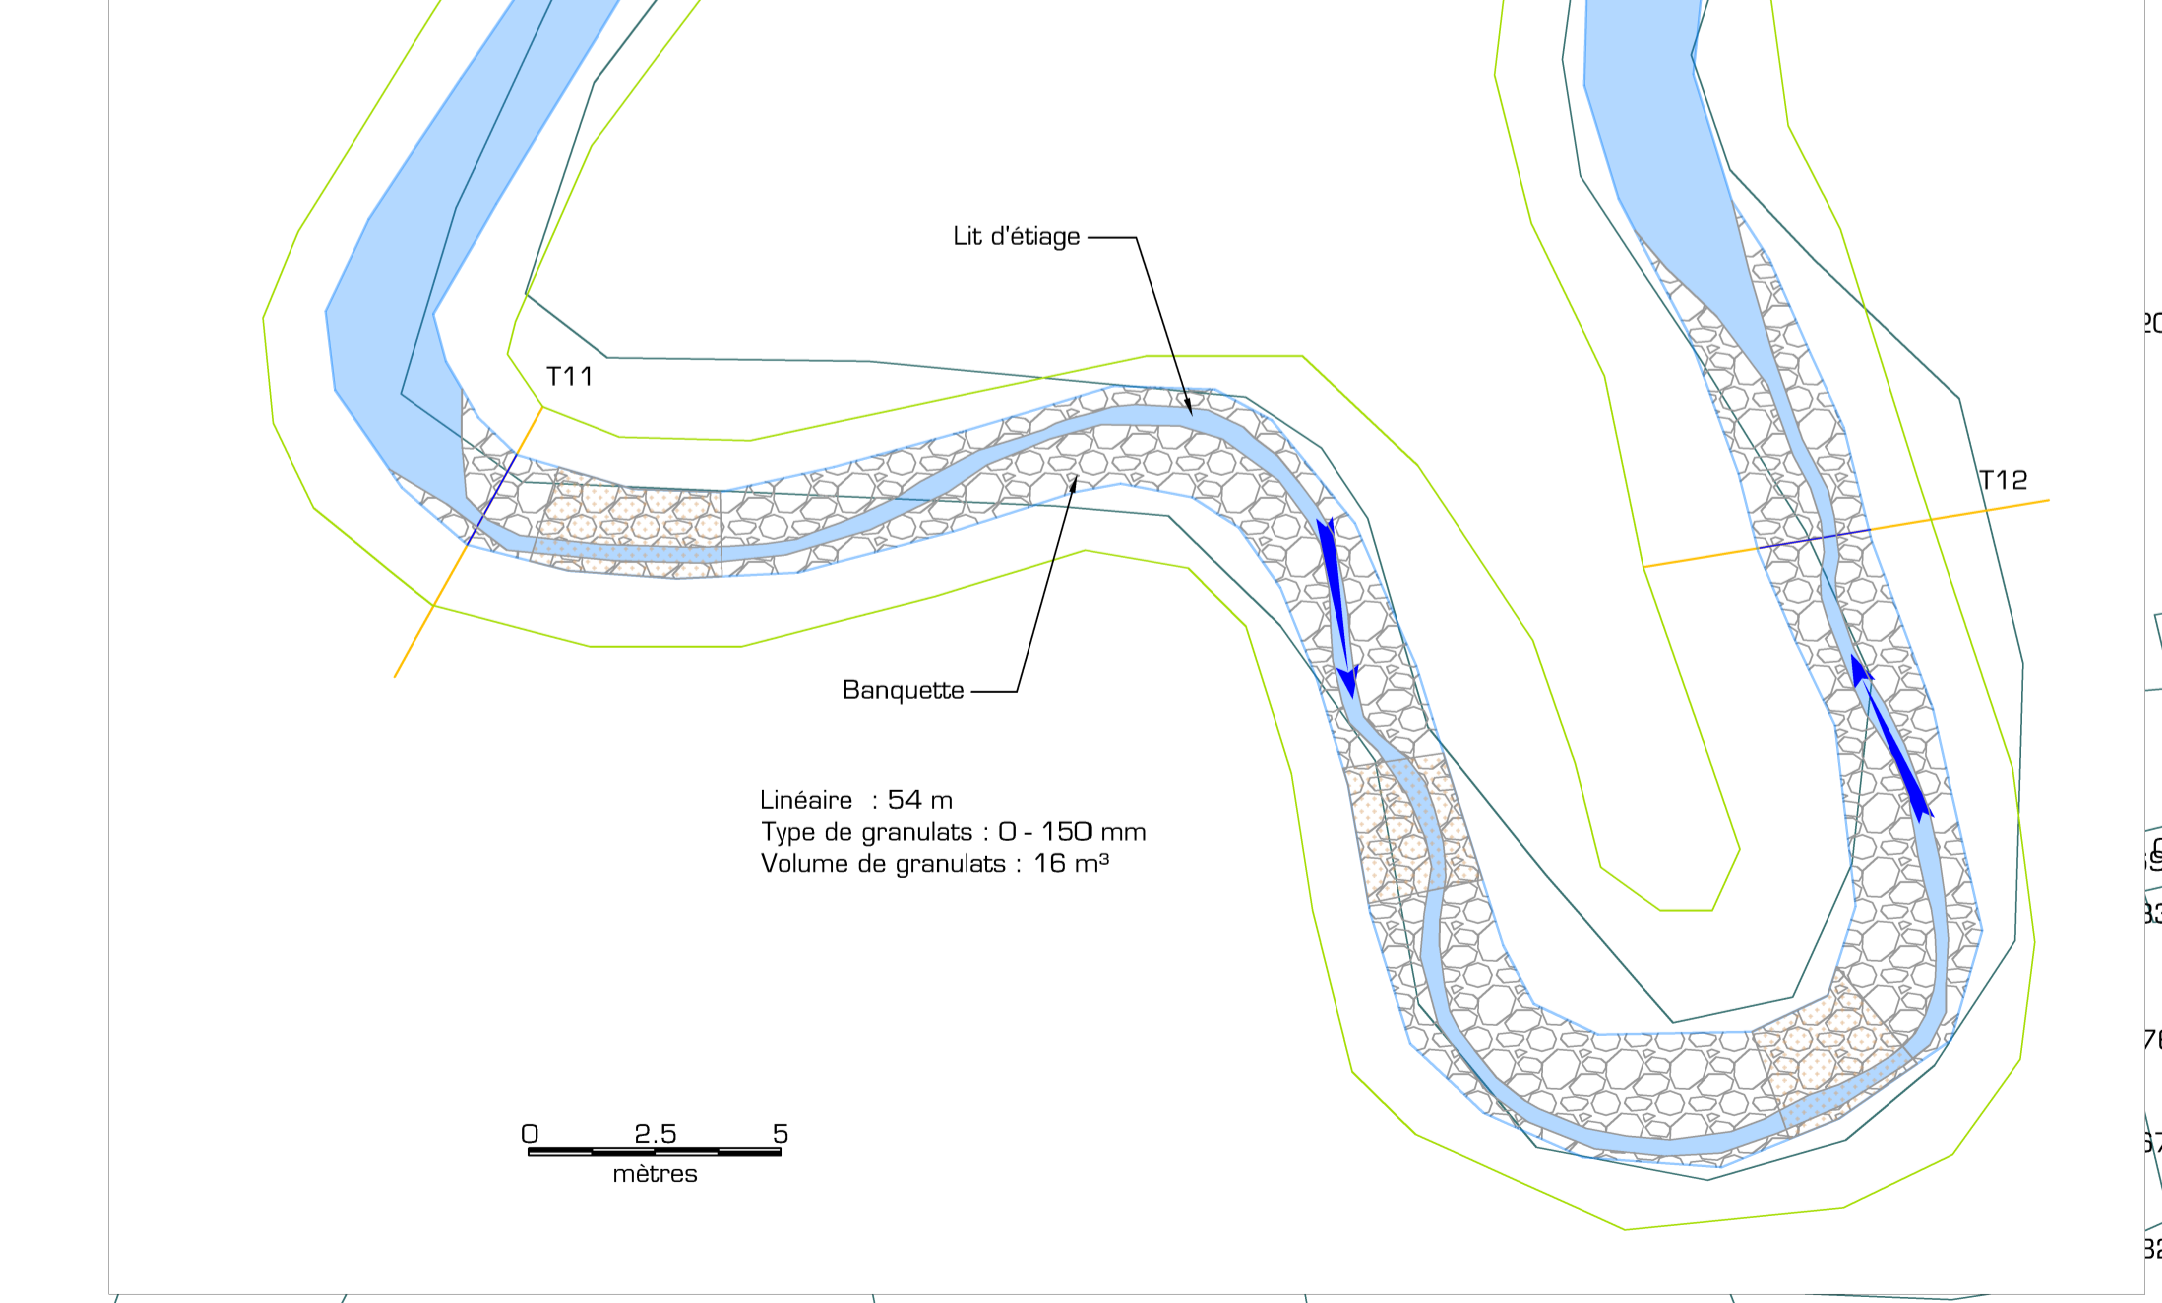 Lit d'étiage
T11
T12
Banquette
Linéaire : 54 m
Type de granulats : 0 - 150 mm
Volume de granulats : 16 m³
0 2.5 5
mètres